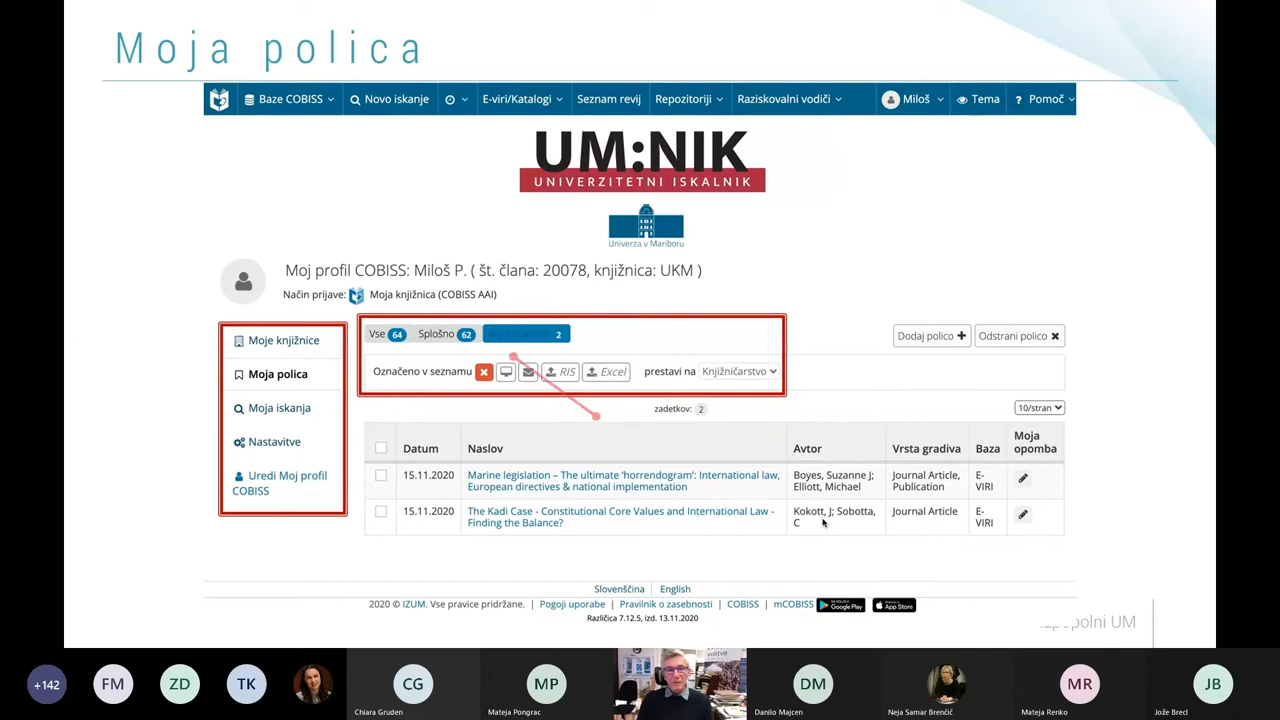 Moja polica
Baze COBISS Novo iskanje E-viri/Katalogi Seznam revij Repozitoriji Raziskovalni vodiči Miloš Tema ? Pomoč
UM:NIK
UNIVERZITETNI ISKALNIK
Univerza v Mariboru
Moj profil COBISS: Miloš P. ( št. člana: 20078, knjižnica: UKM )
Način prijave: Moja knjižnica (COBISS AAI)
Moje knjižnice
Moja polica
Moja iskanja
Nastavitve
Uredi Moj profil
COBISS
Vse 64 Splošno 62 Knjižničarstvo 2
Dodaj polico Odstrani polico
Označeno v seznamu RIS Excel prestavi na Knjižničarstvo
zadetkov: 2
10/stran
Datum Naslov Avtor Vrsta gradiva Baza Moja opomba
15.11.2020 Marine legislation – The ultimate ‘horrendogram’: International law, European directives & national implementation Boyes, Suzanne J; Elliott, Michael Journal Article, Publication E-VIRI
15.11.2020 The Kadi Case - Constitutional Core Values and International Law - Finding the Balance? Kokott, J; Sobotta, C Journal Article E-VIRI
Slovenščina English
2020 © IZUM. Vse pravice pridržane. | Pogoji uporabe | Pravilnik o zasebnosti | COBISS | mCOBISS Google Play App Store
Različica 7.12.5, izd. 13.11.2020
UM
+142 FM ZD TK CG MP DM MR JB
Chiara Gruden Mateja Pongrac Danilo Majcen Neja Samar Brenčič Mateja Renko Jože Brecl
volitve